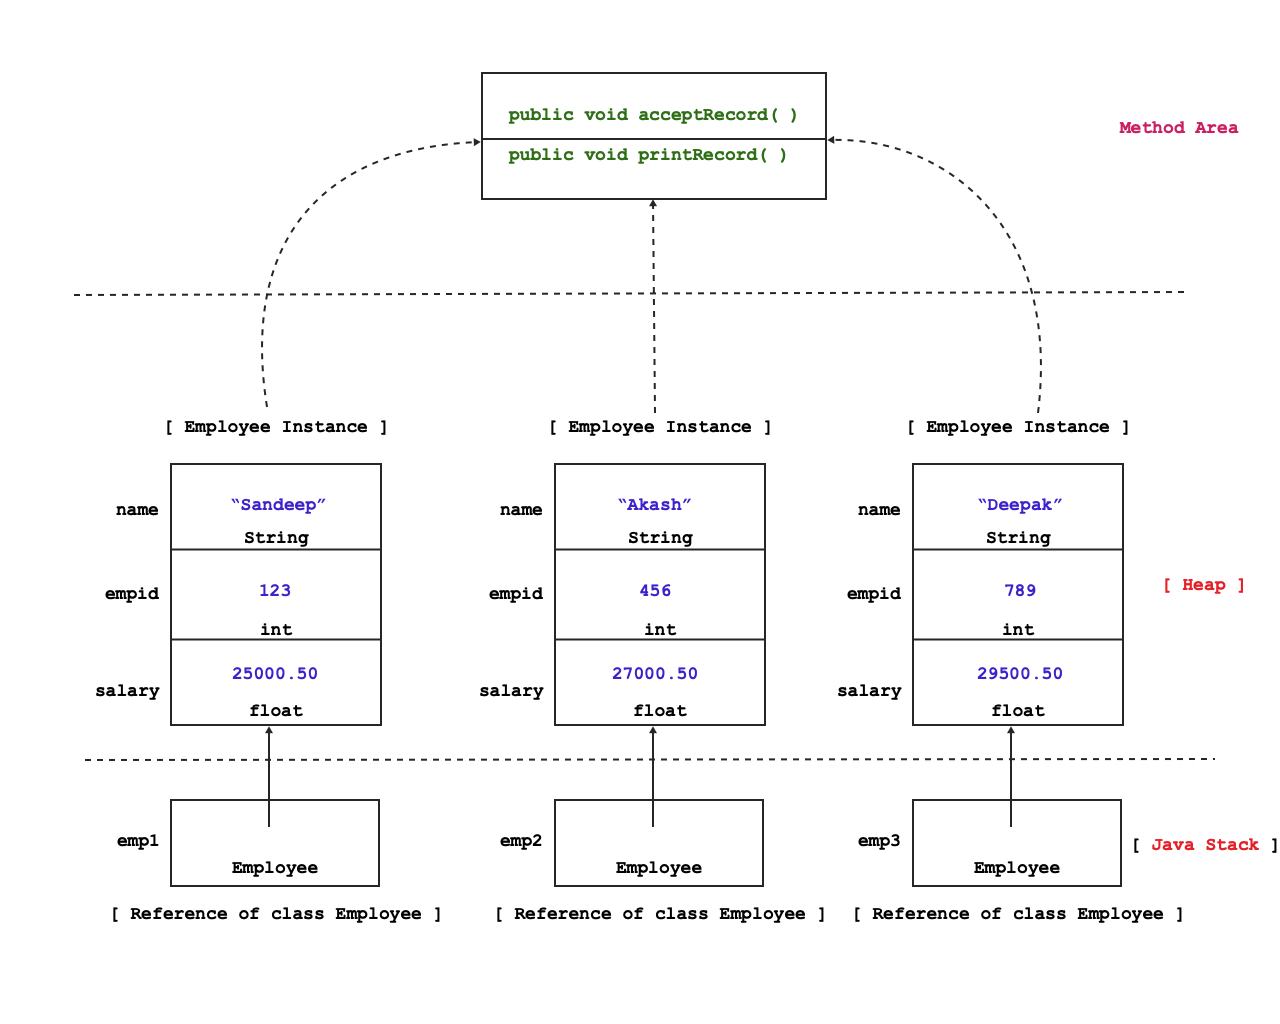 public void acceptRecord( )
Method Area
public void printRecord( )
[ Employee Instance ] [ Employee Instance ] [ Employee Instance ]
name “Sandeep” name “Akash” name “Deepak”
String String String
empid 123 empid 456 empid 789 [ Heap ]
int int int
salary 25000.50 salary 27000.50 salary 29500.50
float float float
emp1 emp2 emp3 [ Java Stack ]
Employee Employee Employee
[ Reference of class Employee ] [ Reference of class Employee ] [ Reference of class Employee ]